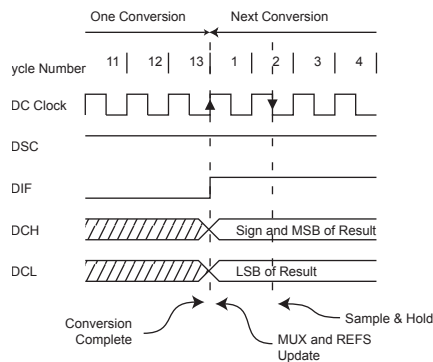 One Conversion Next Conversion
11 12 13 1 2 3 4
ycle Number
DC Clock
DSC
DIF
DCH Sign and MSB of Result
DCL LSB of Result
Sample & Hold
Conversion
Complete
MUX and REFS
Update